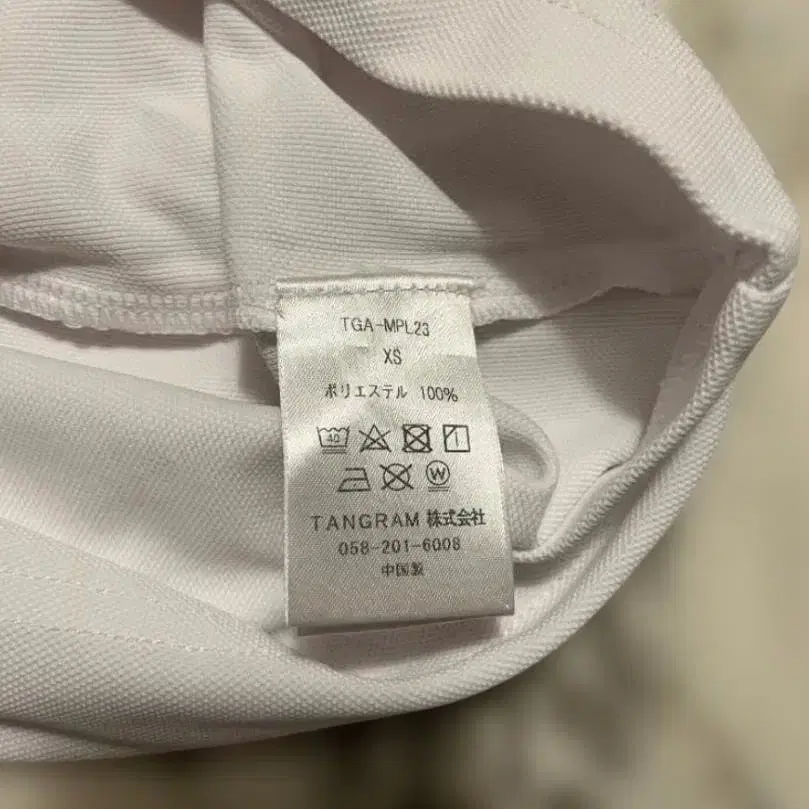 TGA-MPL23
XS
ポリエステル 100%
40
W
TANGRAM 株式会社
058-201-6008
中国製